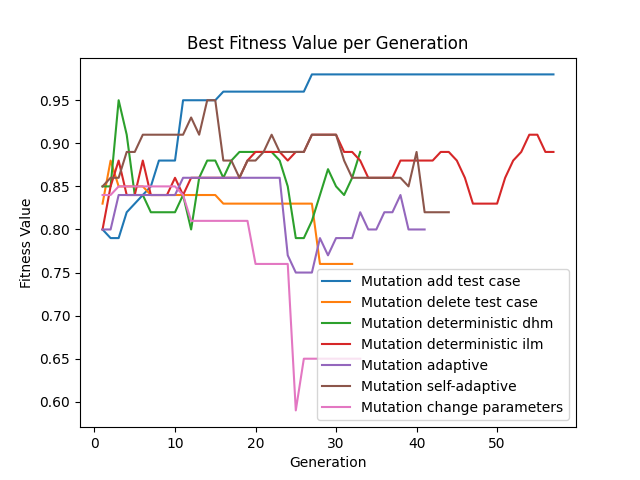 Best Fitness Value per Generation
Fitness Value
0.95
0.90
0.85
0.80
0.75
0.70
0.65
0.60
Mutation add test case
Mutation delete test case
Mutation deterministic dhm
Mutation deterministic ilm
Mutation adaptive
Mutation self-adaptive
Mutation change parameters
0 10 20 30 40 50
Generation